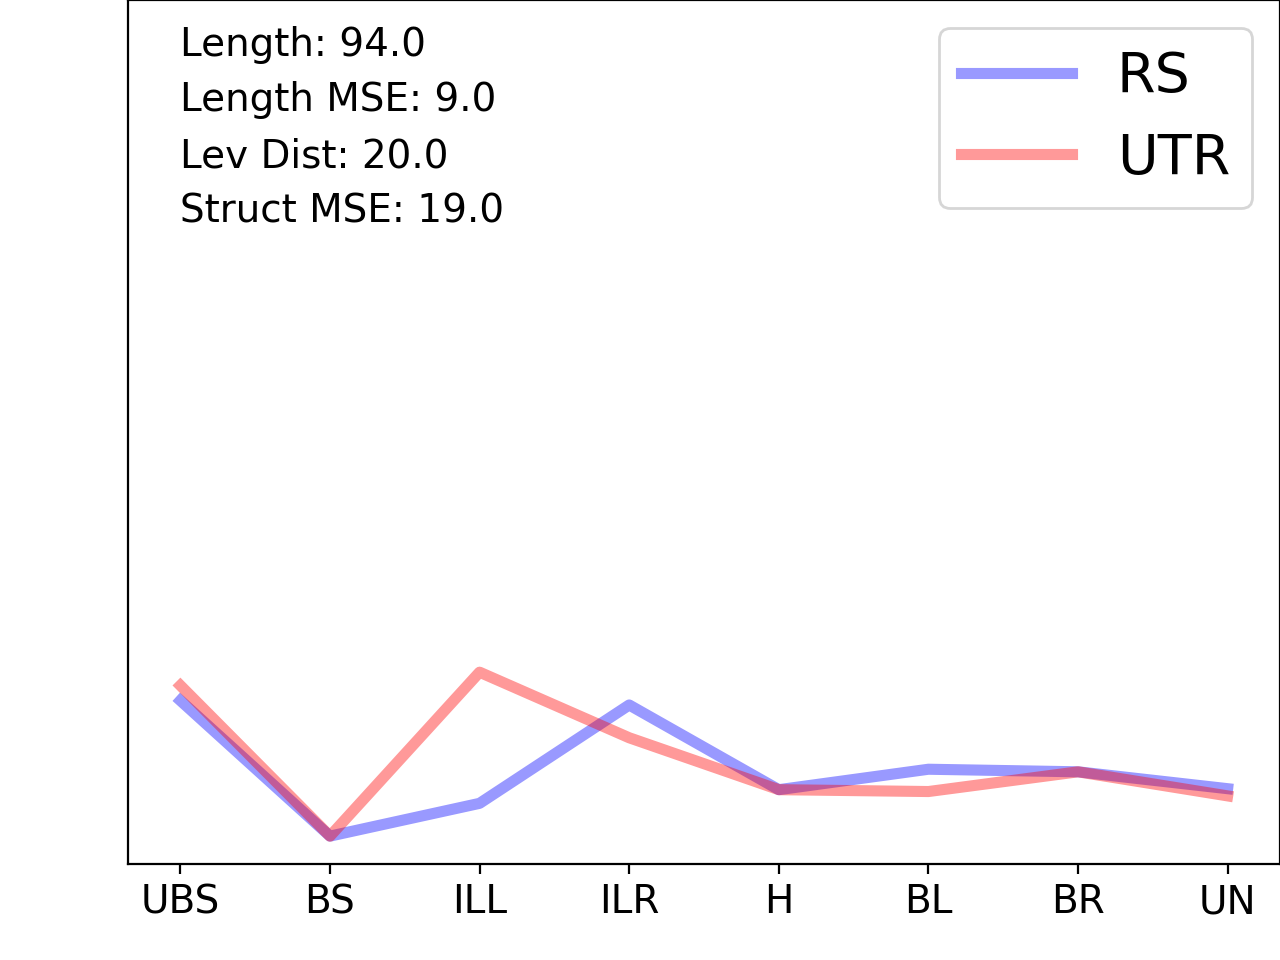 Length: 94.0
Length MSE: 9.0
Lev Dist: 20.0
Struct MSE: 19.0
RS
UTR
UBS BS ILL ILR H BL BR UN